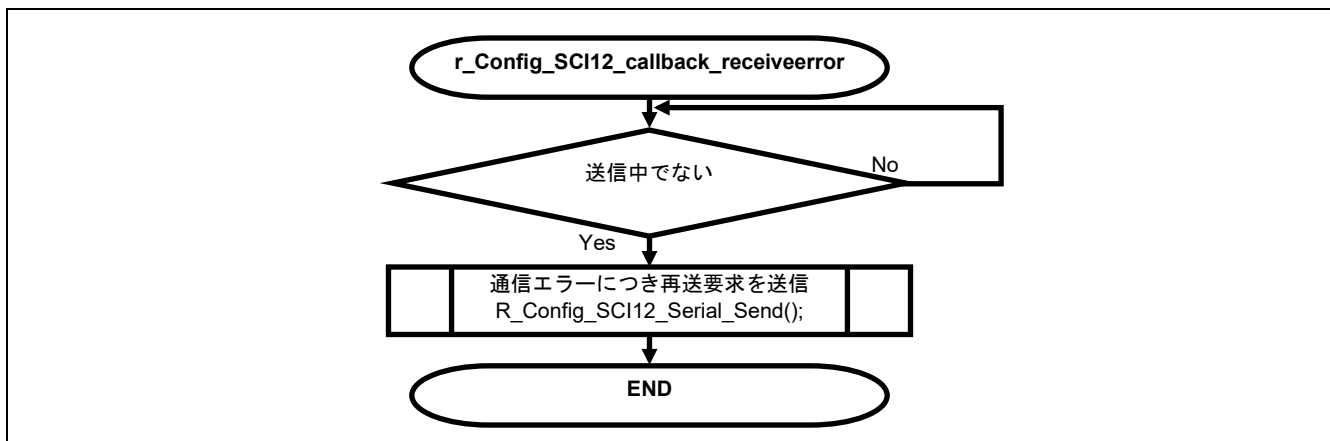 r_Config_SCI12_callback_receiveerror
送信中でない
No
Yes
通信エラーにつき再送要求を送信
R_Config_SCI12_Serial_Send();
END